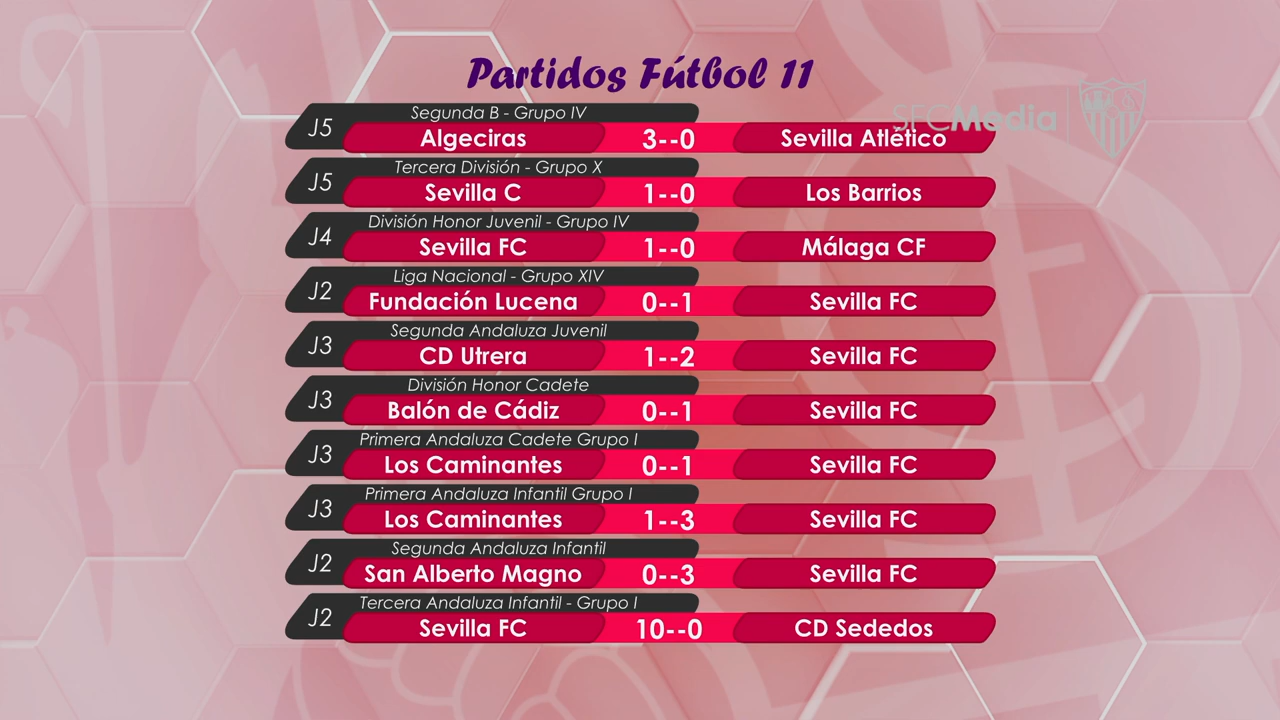 Partidos Fútbol 11
SFCMedia
J5
Segunda B - Grupo IV
Algeciras 3--0 Sevilla Atlético
J5
Tercera División - Grupo X
Sevilla C 1--0 Los Barrios
J4
División Honor Juvenil - Grupo IV
Sevilla FC 1--0 Málaga CF
J2
Liga Nacional - Grupo XIV
Fundación Lucena 0--1 Sevilla FC
J3
Segunda Andaluza Juvenil
CD Utrera 1--2 Sevilla FC
J3
División Honor Cadete
Balón de Cádiz 0--1 Sevilla FC
J3
Primera Andaluza Cadete Grupo I
Los Caminantes 0--1 Sevilla FC
J3
Primera Andaluza Infantil Grupo I
Los Caminantes 1--3 Sevilla FC
J2
Segunda Andaluza Infantil
San Alberto Magno 0--3 Sevilla FC
J2
Tercera Andaluza Infantil - Grupo I
Sevilla FC 10--0 CD Sededos